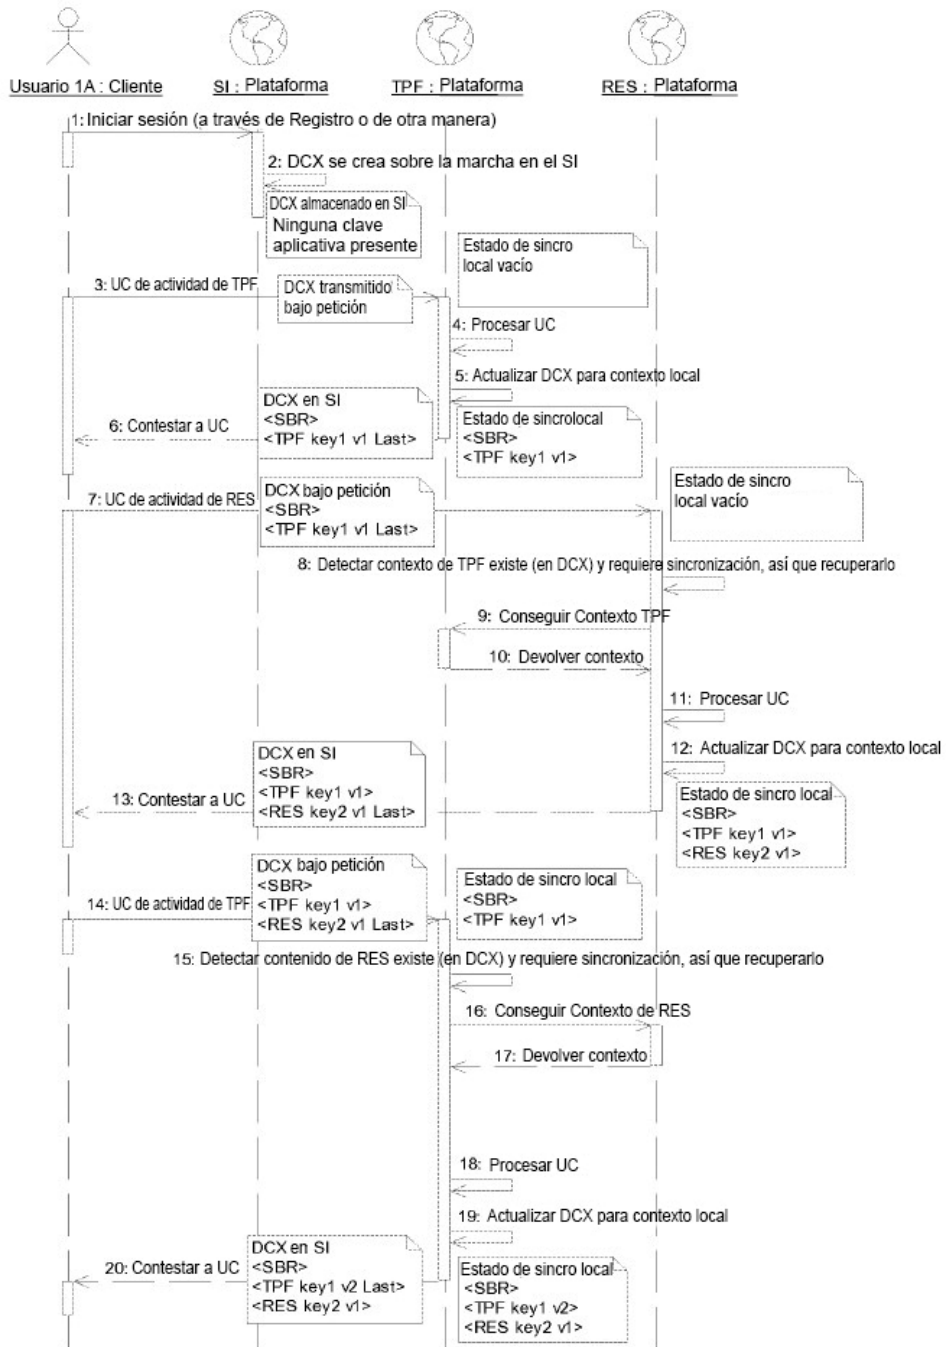 Usuario 1A : Cliente
SI : Plataforma
TPF : Plataforma
RES : Plataforma
1: Iniciar sesión (a través de Registro o de otra manera)
2: DCX se crea sobre la marcha en el SI
DCX almacenado en SI
Ninguna clave
aplicativa presente
Estado de sincro
local vacío
3: UC de actividad de TPF
DCX transmitido
bajo petición
4: Procesar UC
5: Actualizar DCX para contexto local
DCX en SI
<SBR>
<TPF key1 v1 Last>
6: Contestar a UC
Estado de sincrolocal
<SBR>
<TPF key1 v1>
Estado de sincro
local vacío
7: UC de actividad de RES
DCX bajo petición
<SBR>
<TPF key1 v1 Last>
8: Detectar contexto de TPF existe (en DCX) y requiere sincronización, así que recuperarlo
9: Conseguir Contexto TPF
10: Devolver contexto
11: Procesar UC
12: Actualizar DCX para contexto local
DCX en SI
<SBR>
<TPF key1 v1>
<RES key2 v1 Last>
13: Contestar a UC
Estado de sincro local
<SBR>
<TPF key1 v1>
<RES key2 v1>
DCX bajo petición
<SBR>
<TPF key1 v1>
<RES key2 v1 Last>
14: UC de actividad de TPF
Estado de sincro local
<SBR>
<TPF key1 v1>
15: Detectar contenido de RES existe (en DCX) y requiere sincronización, así que recuperarlo
16: Conseguir Contexto de RES
17: Devolver contexto
18: Procesar UC
19: Actualizar DCX para contexto local
DCX en SI
<SBR>
<TPF key1 v2 Last>
<RES key2 v1>
20: Contestar a UC
Estado de sincro local
<SBR>
<TPF key1 v2>
<RES key2 v1>